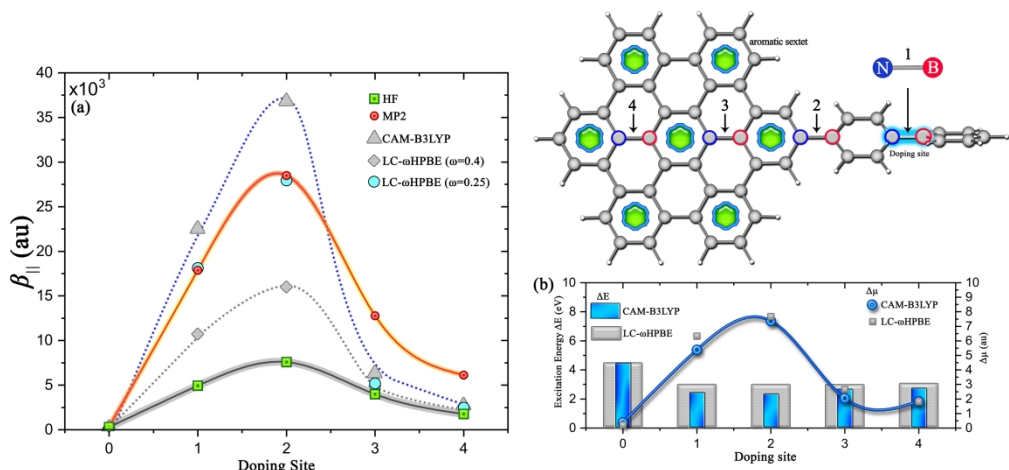 ×10³
(a)
40
35
30
25
20
15
10
5
0
β|| (au)
HF
MP2
CAM-B3LYP
LC-ωHPBE (ω=0.4)
LC-ωHPBE (ω=0.25)
0 1 2 3 4
Doping Site
aromatic sextet
1
N B
4 3 2
Doping site
(b)
10
8
6
4
2
0
Excitation Energy ΔE (eV)
ΔE
CAM-B3LYP
LC-ωHPBE
Δμ
CAM-B3LYP
LC-ωHPBE
10
9
8
7
6
5
4
3
2
1
0
Δμ (au)
0 1 2 3 4
Doping site